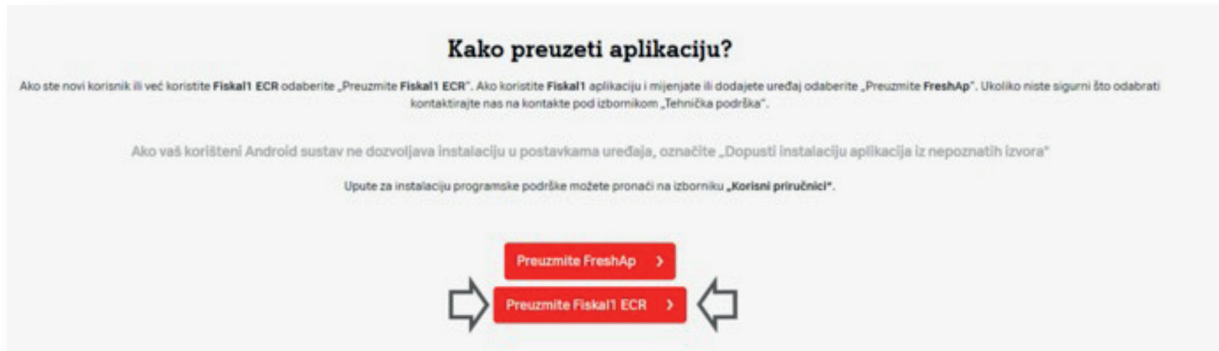 Kako preuzeti aplikaciju?
Ako ste novi korisnik ili već koristite Fiskal1 ECR odaberite „Preuzmite Fiskal1 ECR“. Ako koristite Fiskal1 aplikaciju i mijenjate ili dodajete uređaj odaberite „Preuzmite FreshAp“. Ukoliko niste sigurni što odabrati
kontaktirajte nas na kontakte pod izbornikom „Tehnička podrška“.
Ako vaš korišteni Android sustav ne dozvoljava instalaciju u postavkama uređaja, označite „Dopusti instalaciju aplikacija iz nepoznatih izvora“
Upute za instalaciju programske podrške možete pronaći na izborniku „Korisni priručnici“.
Preuzmite FreshAp >
Preuzmite Fiskal1 ECR >